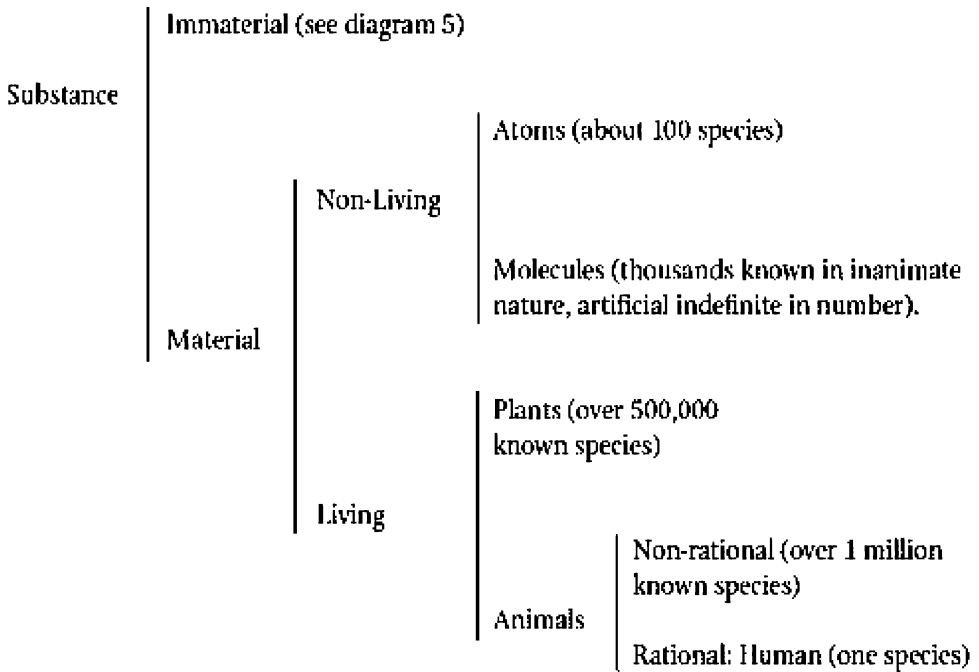 Immaterial (see diagram 5)
Substance
Atoms (about 100 species)
Non-Living
Molecules (thousands known in inanimate
nature, artificial indefinite in number).
Material
Plants (over 500,000
known species)
Living
Non-rational (over 1 million
known species)
Animals
Rational: Human (one species)